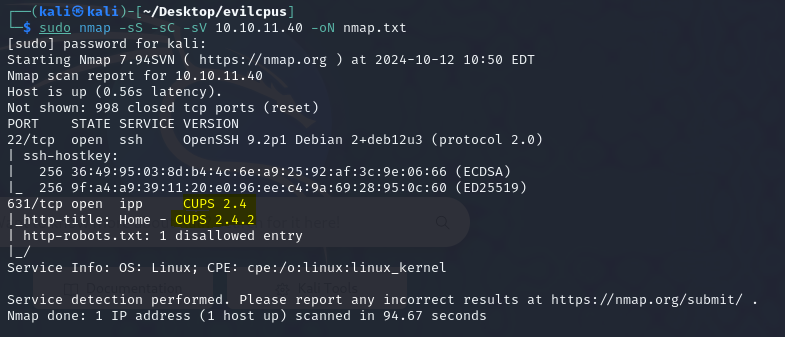 ┌──(kali㉿kali)-[~/Desktop/evilcpus]
└─$ sudo nmap -sS -sC -sV 10.10.11.40 -oN nmap.txt
[sudo] password for kali:
Starting Nmap 7.94SVN ( https://nmap.org ) at 2024-10-12 10:50 EDT
Nmap scan report for 10.10.11.40
Host is up (0.56s latency).
Not shown: 998 closed tcp ports (reset)
PORT    STATE SERVICE VERSION
22/tcp  open  ssh     OpenSSH 9.2p1 Debian 2+deb12u3 (protocol 2.0)
| ssh-hostkey:
|   256 36:49:95:03:8d:b4:4c:6e:a9:25:92:af:3c:9e:06:66 (ECDSA)
|_  256 9f:a4:a9:39:11:20:e0:96:ee:c4:9a:69:28:95:0c:60 (ED25519)
631/tcp open  ipp     CUPS 2.4
|_http-title: Home - CUPS 2.4.2
| http-robots.txt: 1 disallowed entry
|_/
Service Info: OS: Linux; CPE: cpe:/o:linux:linux_kernel

Service detection performed. Please report any incorrect results at https://nmap.org/submit/ .
Nmap done: 1 IP address (1 host up) scanned in 94.67 seconds